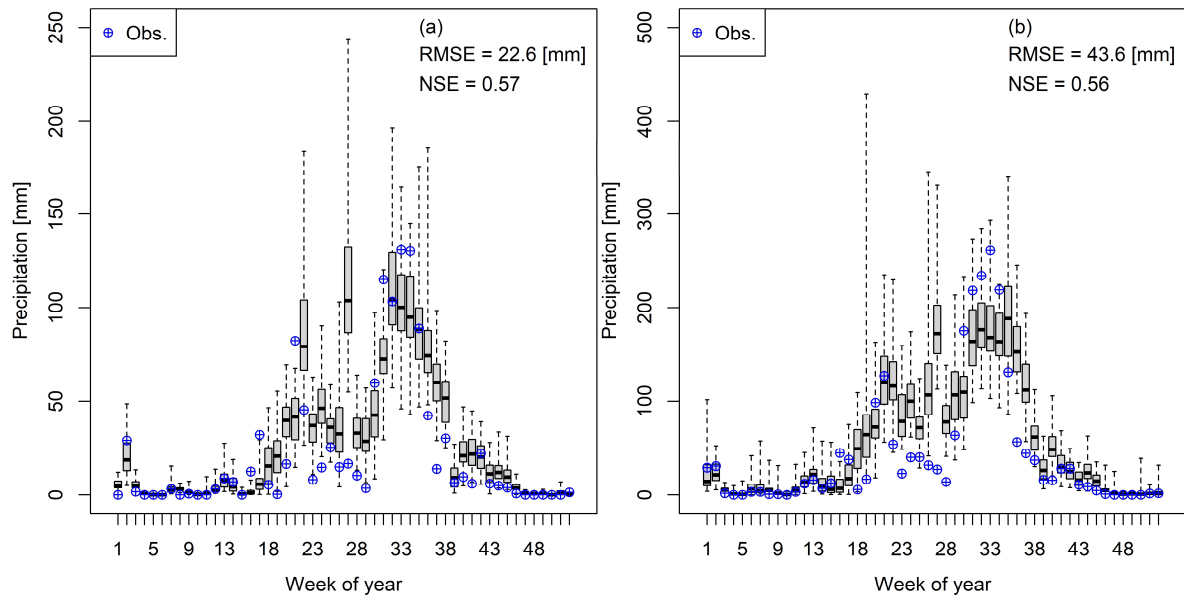 Obs.
(a)
RMSE = 22.6 [mm]
NSE = 0.57
Precipitation [mm]
250
200
150
100
50
0
1 5 9 13 18 23 28 33 38 43 48
Week of year
Obs.
(b)
RMSE = 43.6 [mm]
NSE = 0.56
Precipitation [mm]
500
400
300
200
100
0
1 5 9 13 18 23 28 33 38 43 48
Week of year